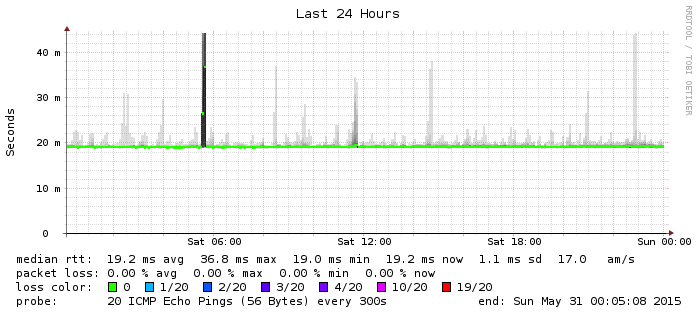 Last 24 Hours
RRDTOOL / TOBI OETIKER
Seconds
40 m
30 m
20 m
10 m
0
Sat 06:00 Sat 12:00 Sat 18:00 Sun 00:00
median rtt: 19.2 ms avg 36.8 ms max 19.0 ms min 19.2 ms now 1.1 ms sd 17.0 am/s
packet loss: 0.00 % avg 0.00 % max 0.00 % min 0.00 % now
loss color: 0 1/20 2/20 3/20 4/20 10/20 19/20
probe: 20 ICMP Echo Pings (56 Bytes) every 300s end: Sun May 31 00:05:08 2015